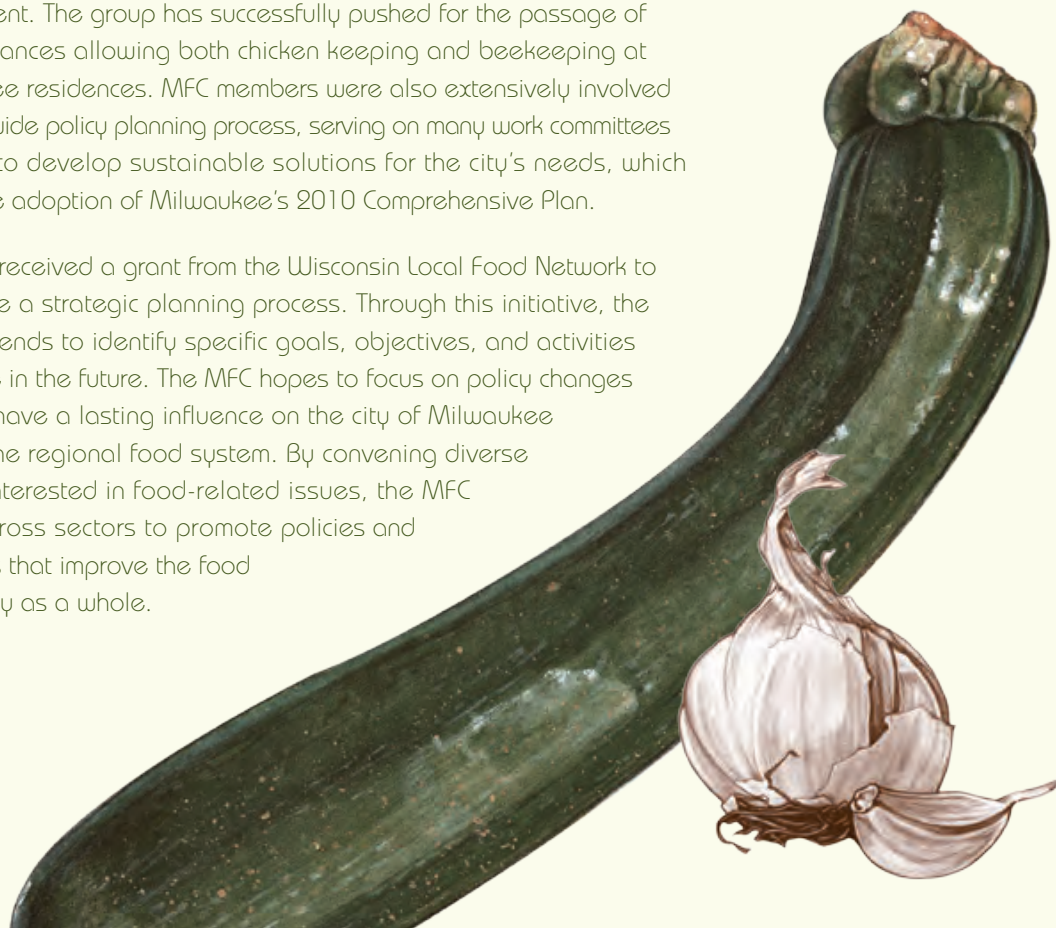 ent. The group has successfully pushed for the passage of
ances allowing both chicken keeping and beekeeping at
ee residences. MFC members were also extensively involved
wide policy planning process, serving on many work committees
to develop sustainable solutions for the city's needs, which
e adoption of Milwaukee's 2010 Comprehensive Plan.
received a grant from the Wisconsin Local Food Network to
e a strategic planning process. Through this initiative, the
ends to identify specific goals, objectives, and activities
in the future. The MFC hopes to focus on policy changes
have a lasting influence on the city of Milwaukee
he regional food system. By convening diverse
nterested in food-related issues, the MFC
ross sectors to promote policies and
s that improve the food
y as a whole.